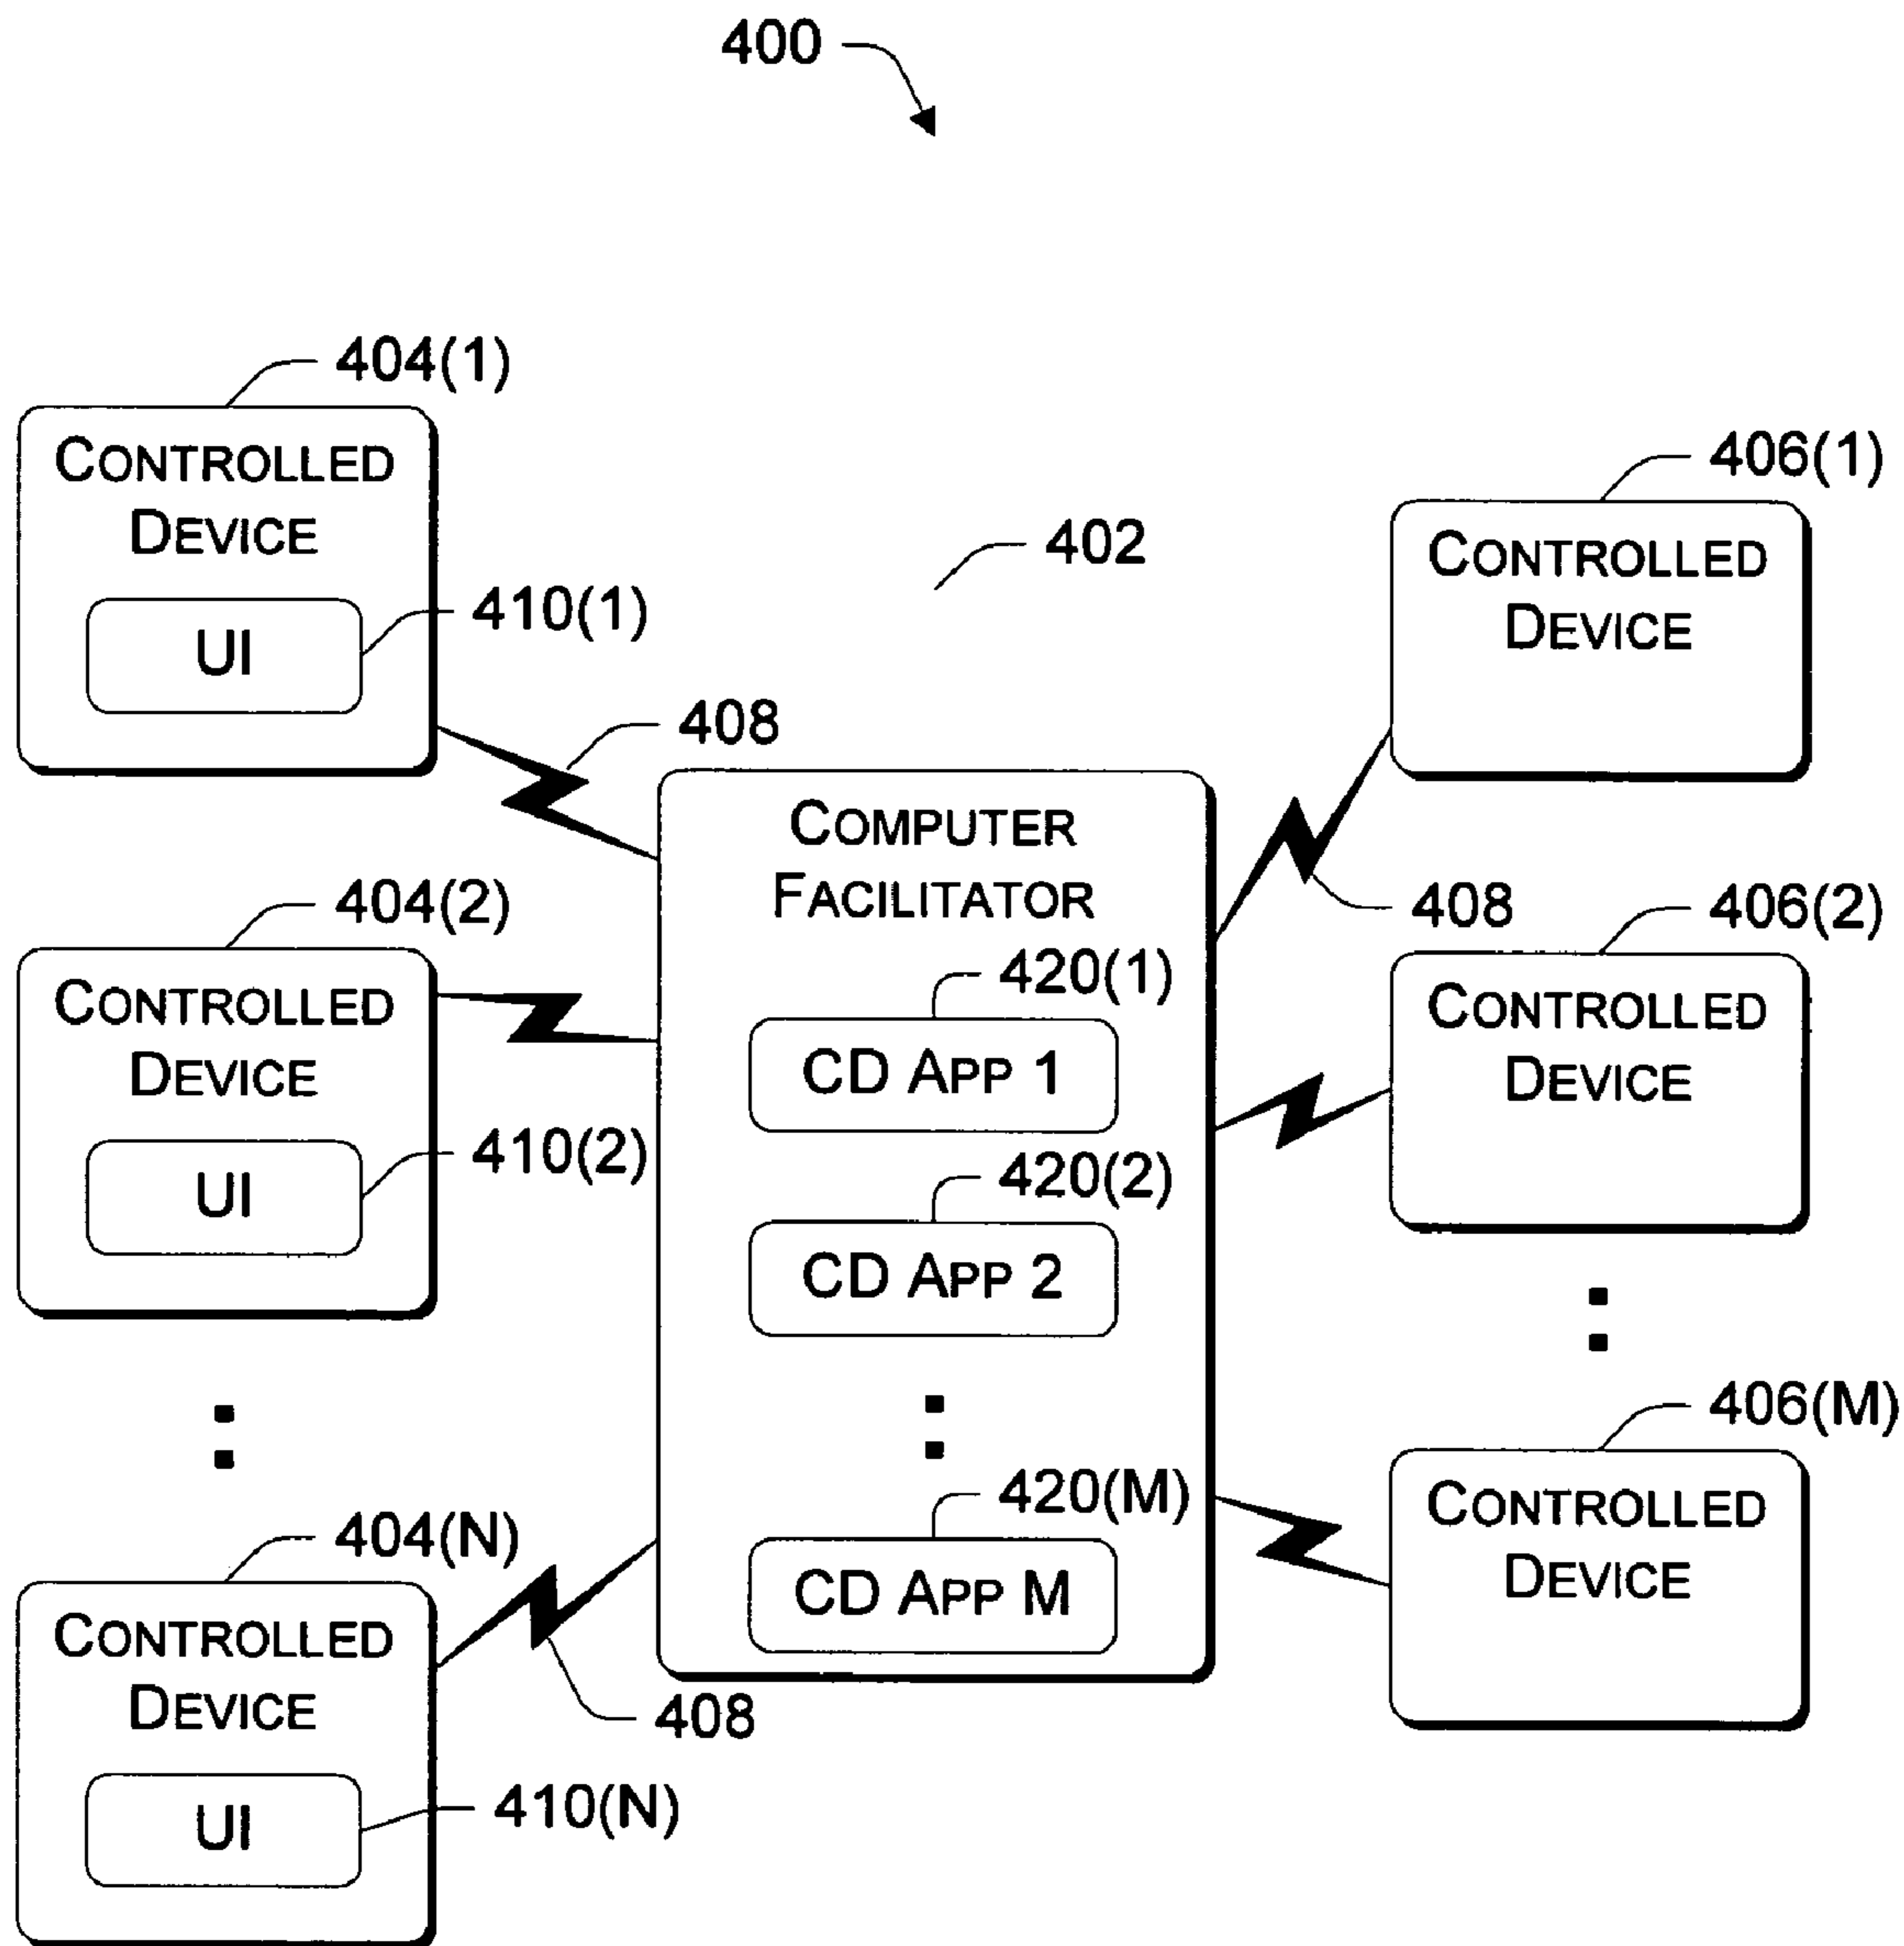 400
404(1)
CONTROLLED
DEVICE
UI
410(1)
408
404(2)
CONTROLLED
DEVICE
UI
410(2)
404(N)
CONTROLLED
DEVICE
UI
410(N)
408
402
COMPUTER
FACILITATOR
420(1)
CD APP 1
420(2)
CD APP 2
420(M)
CD APP M
406(1)
CONTROLLED
DEVICE
408
406(2)
CONTROLLED
DEVICE
406(M)
CONTROLLED
DEVICE